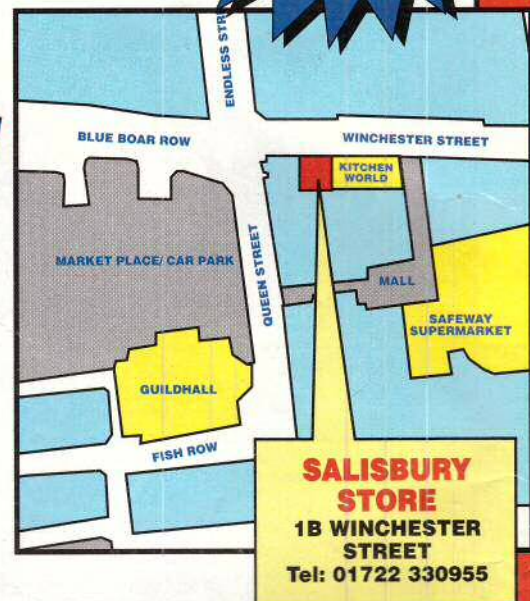 ENDLESS STR
BLUE BOAR ROW
WINCHESTER STREET
KITCHEN
WORLD
MARKET PLACE/ CAR PARK
QUEEN STREET
MALL
SAFEWAY
SUPERMARKET
GUILDHALL
FISH ROW
SALISBURY
STORE
1B WINCHESTER
STREET
Tel: 01722 330955